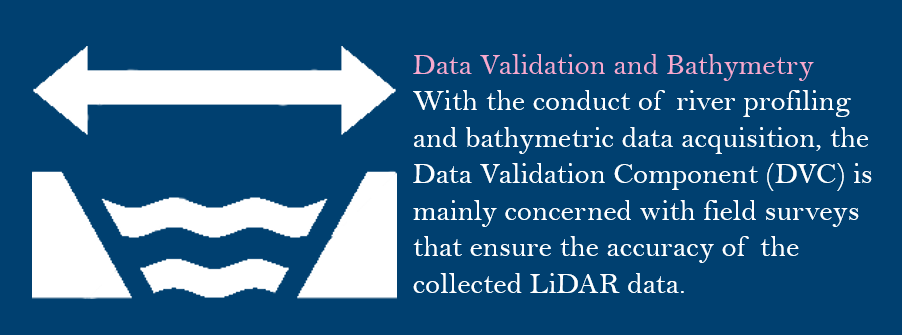 Data Validation and Bathymetry
With the conduct of river profiling
and bathymetric data acquisition, the
Data Validation Component (DVC) is
mainly concerned with field surveys
that ensure the accuracy of the
collected LiDAR data.